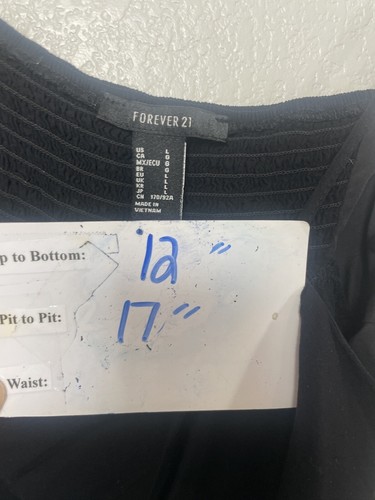 FOREVER 21
US L
CA G
MX/ECU G
BR G
EU L
UK L
KR L
JP L
CN 170/92A
MADE IN
VIETNAM
p to Bottom: 12 "
Pit to Pit: 17"
Waist: